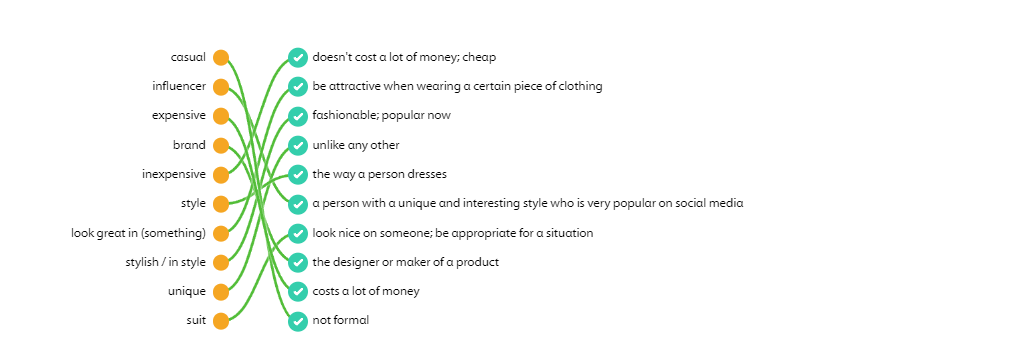 casual doesn't cost a lot of money; cheap
influencer be attractive when wearing a certain piece of clothing
expensive fashionable; popular now
brand unlike any other
inexpensive the way a person dresses
style a person with a unique and interesting style who is very popular on social media
look great in (something) look nice on someone; be appropriate for a situation
stylish / in style the designer or maker of a product
unique costs a lot of money
suit not formal